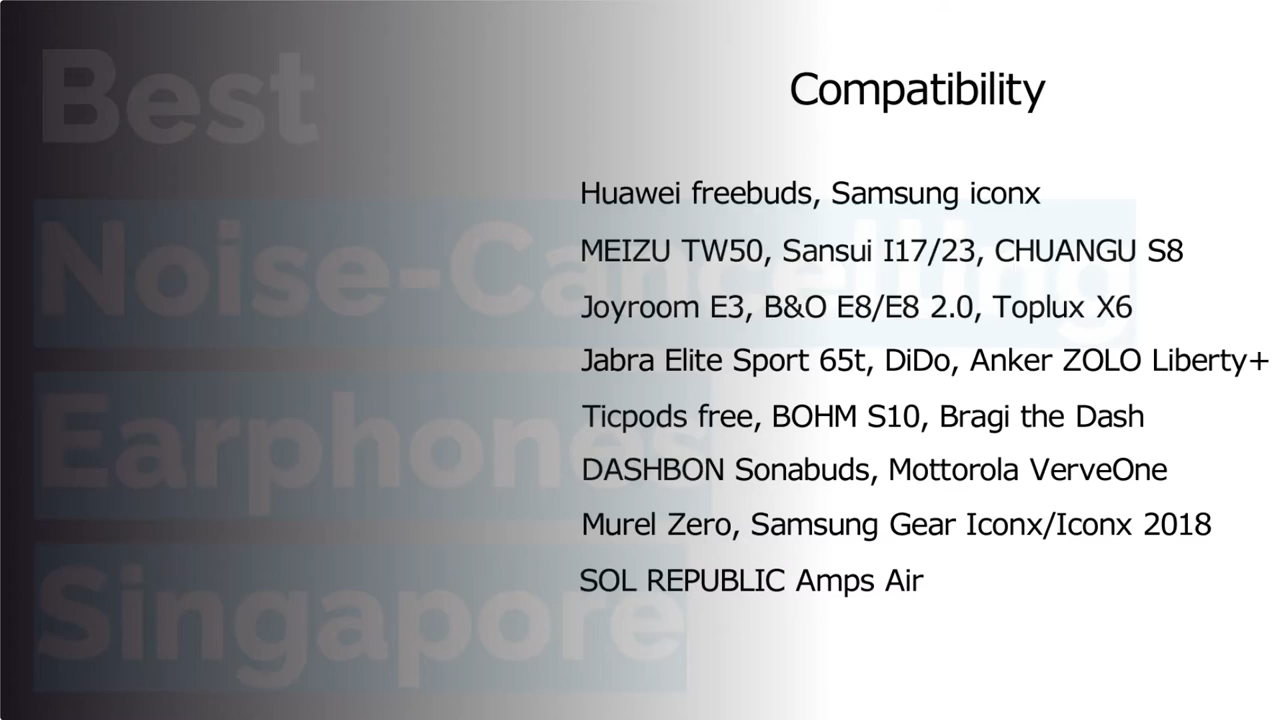 Best
Noise-Cancelling
Earphones
Singapore
Compatibility
Huawei freebuds, Samsung iconx
MEIZU TW50, Sansui I17/23, CHUANGU S8
Joyroom E3, B&O E8/E8 2.0, Toplux X6
Jabra Elite Sport 65t, DiDo, Anker ZOLO Liberty+
Ticpods free, BOHM S10, Bragi the Dash
DASHBON Sonabuds, Mottorola VerveOne
Murel Zero, Samsung Gear Iconx/Iconx 2018
SOL REPUBLIC Amps Air